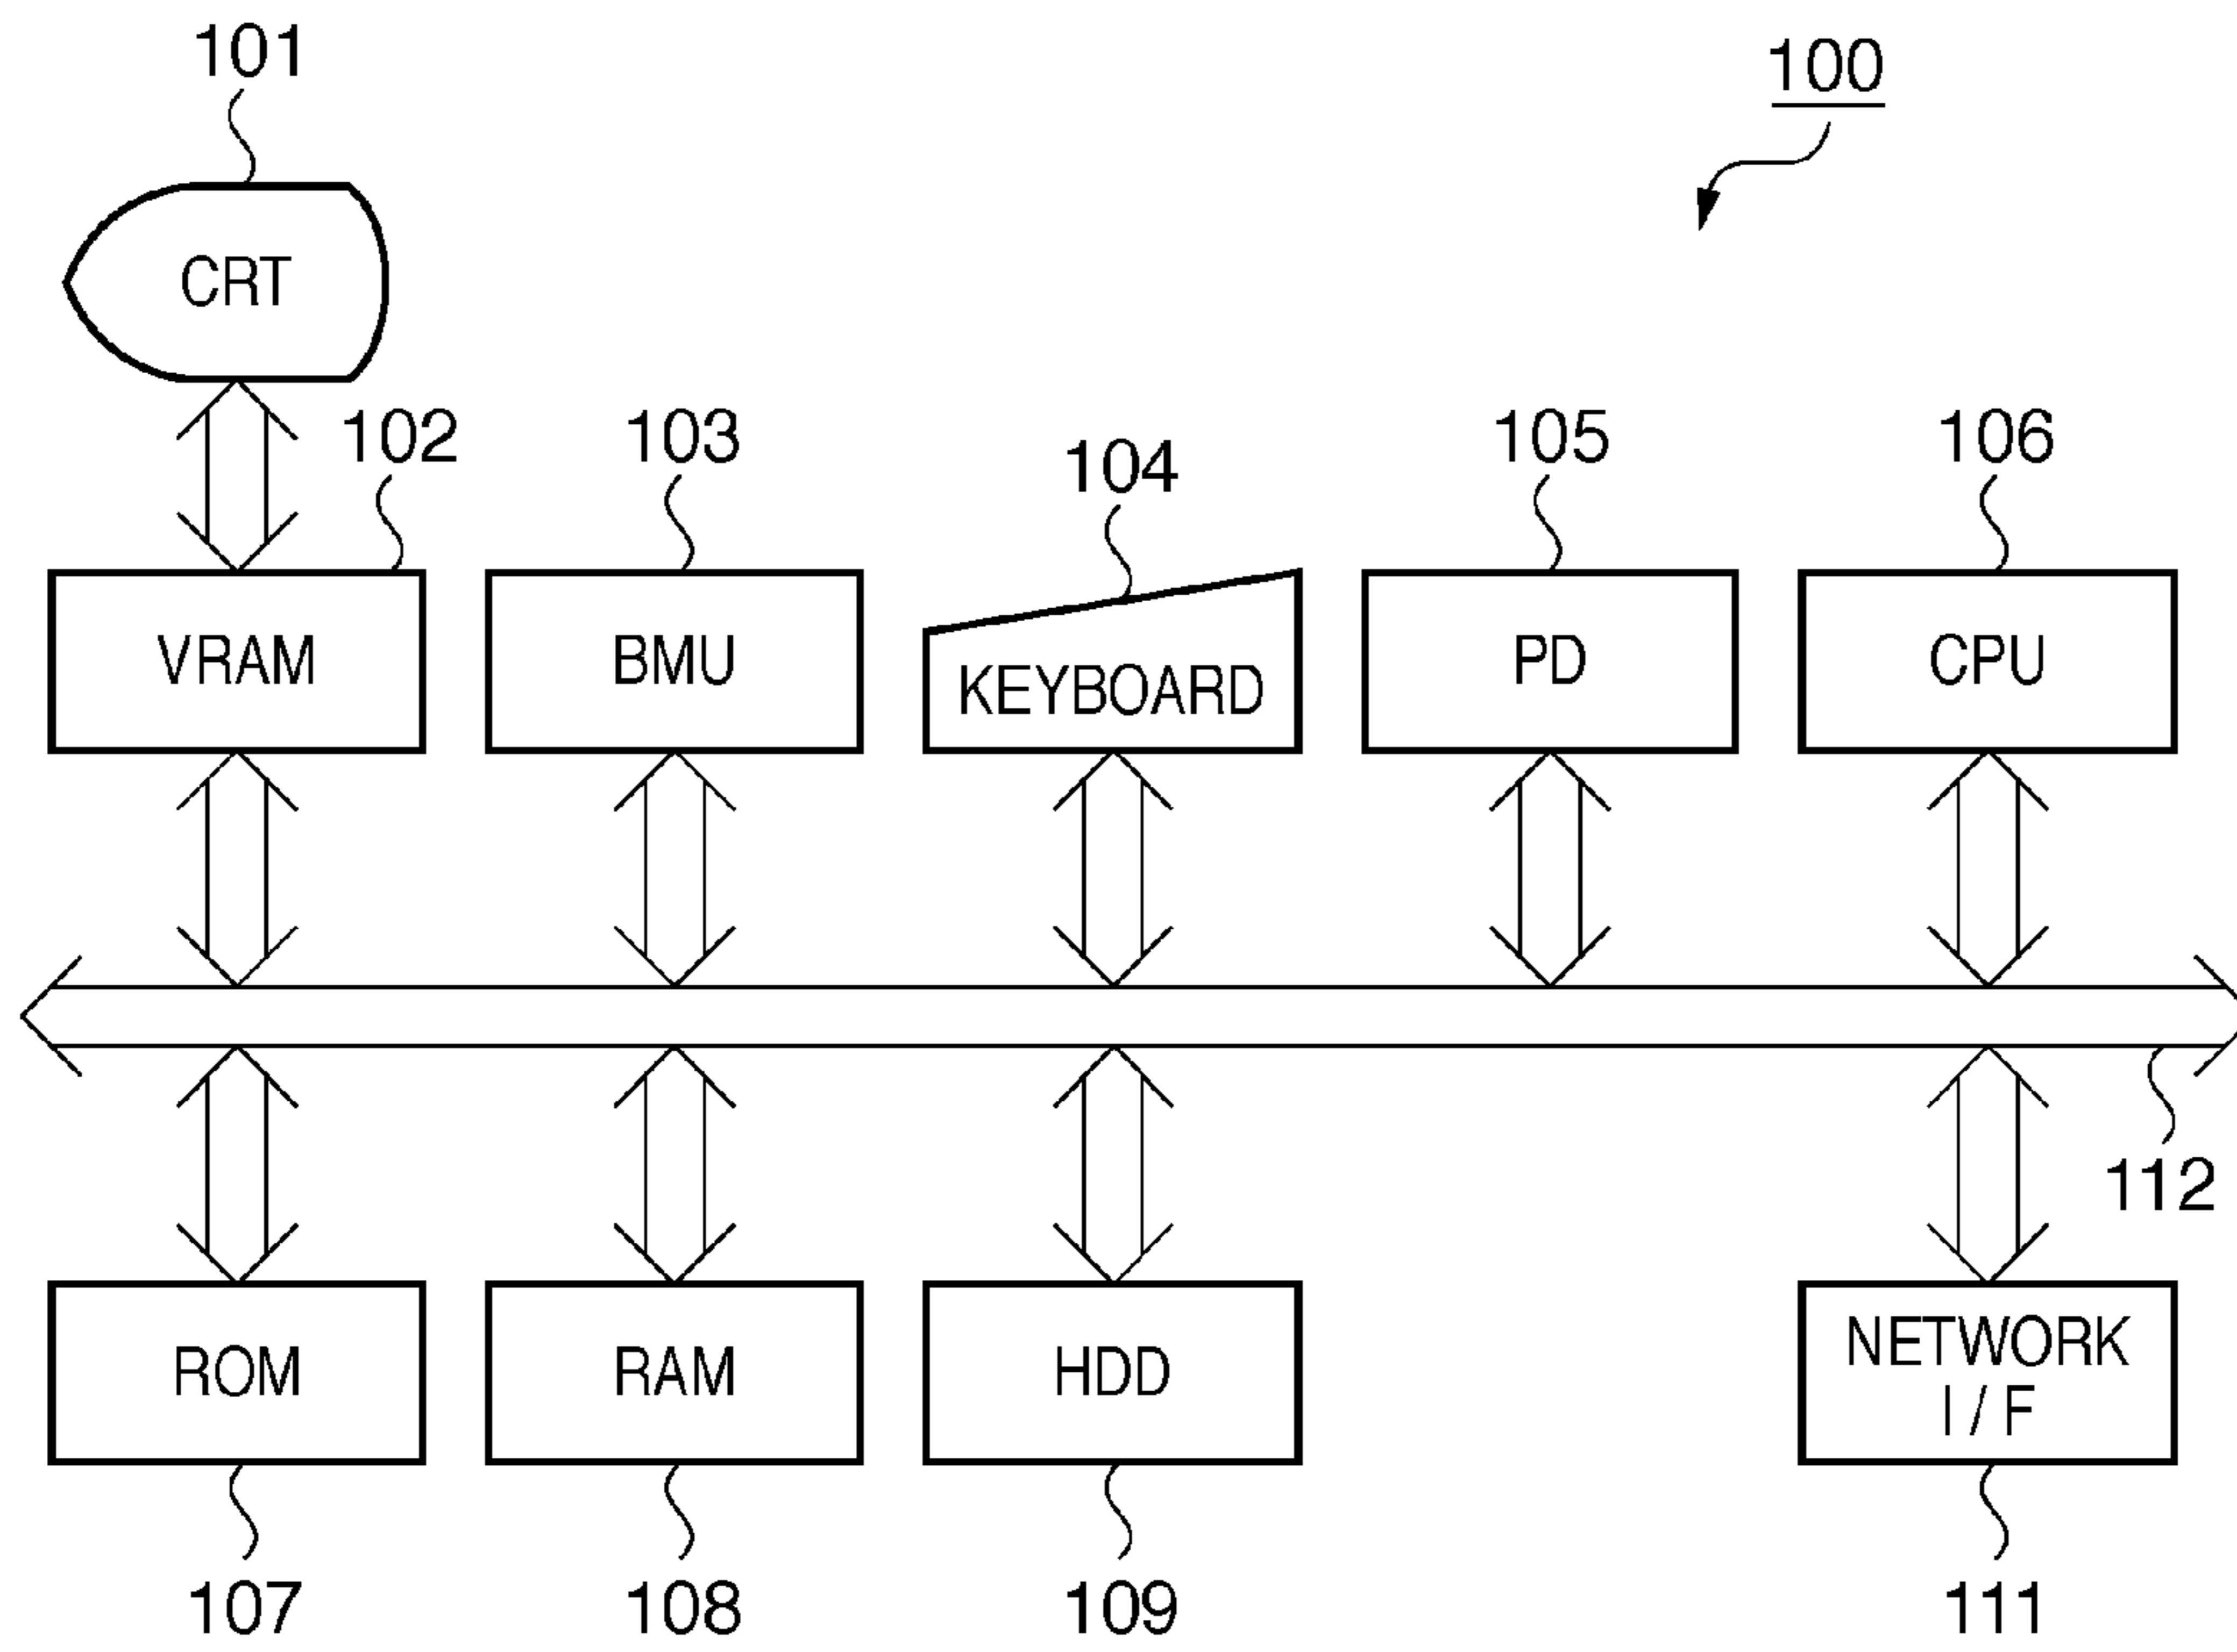 101
100
CRT
102
103
104
105
106
VRAM
BMU
KEYBOARD
PD
CPU
112
ROM
RAM
HDD
NETWORK
I / F
107
108
109
111